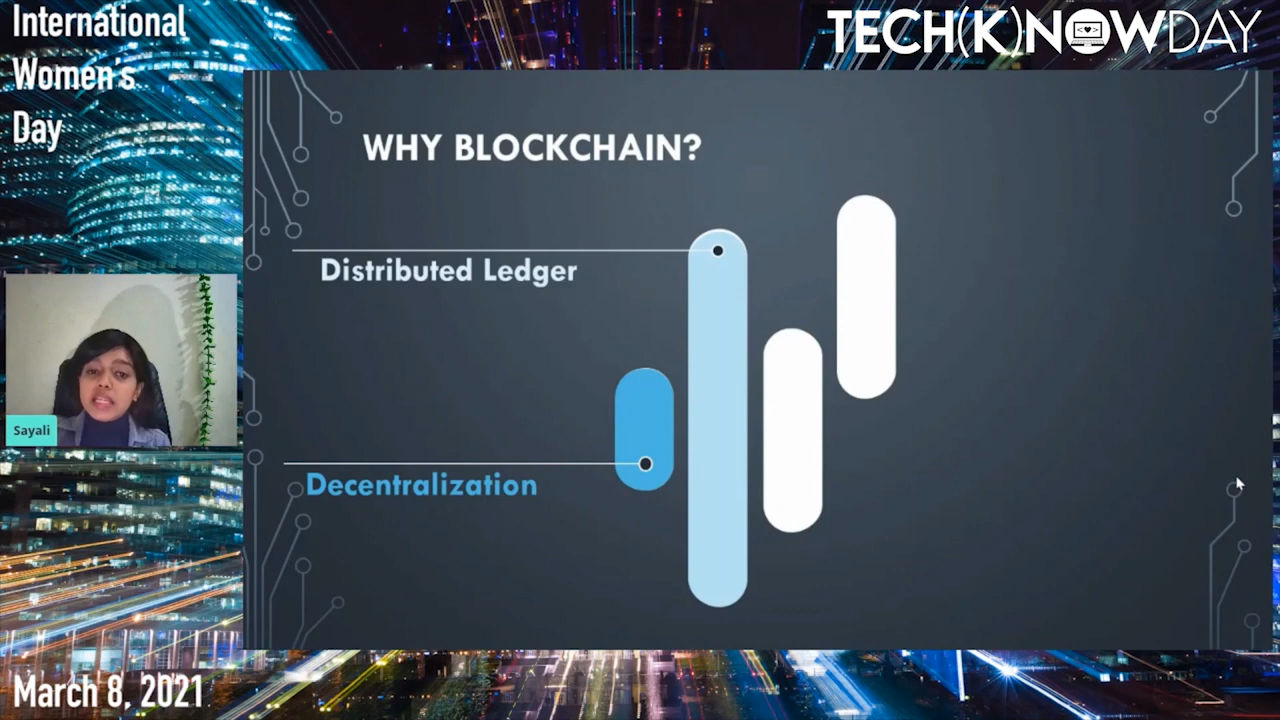 International
Women's
Day
TECH(K)NOWDAY
WHY BLOCKCHAIN?
Distributed Ledger
Decentralization
Sayali
March 8, 2021